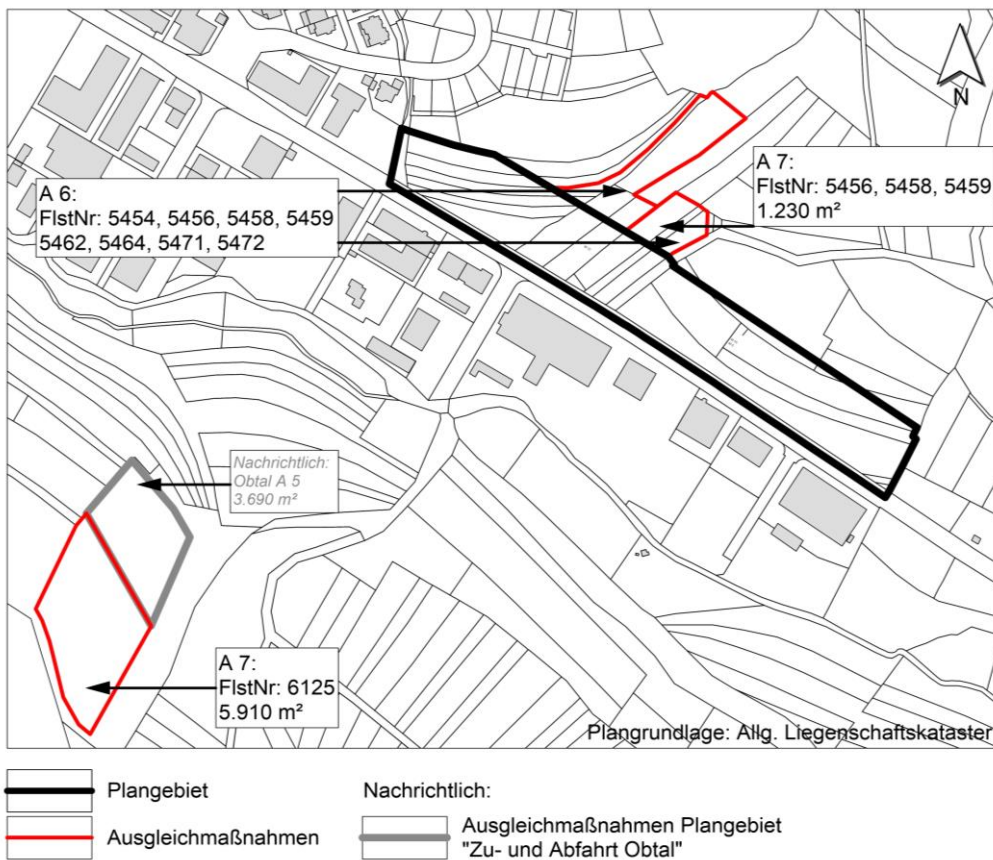 N
A 7:
FlstNr: 5456, 5458, 5459
1.230 m²
A 6:
FlstNr: 5454, 5456, 5458, 5459
5462, 5464, 5471, 5472
Nachrichtlich:
Obtal A 5
3.690 m²
A 7:
FlstNr: 6125
5.910 m²
Plangrundlage: Allg. Liegenschaftskataster
Plangebiet
Ausgleichmaßnahmen
Nachrichtlich:
Ausgleichmaßnahmen Plangebiet
"Zu- und Abfahrt Obtal"